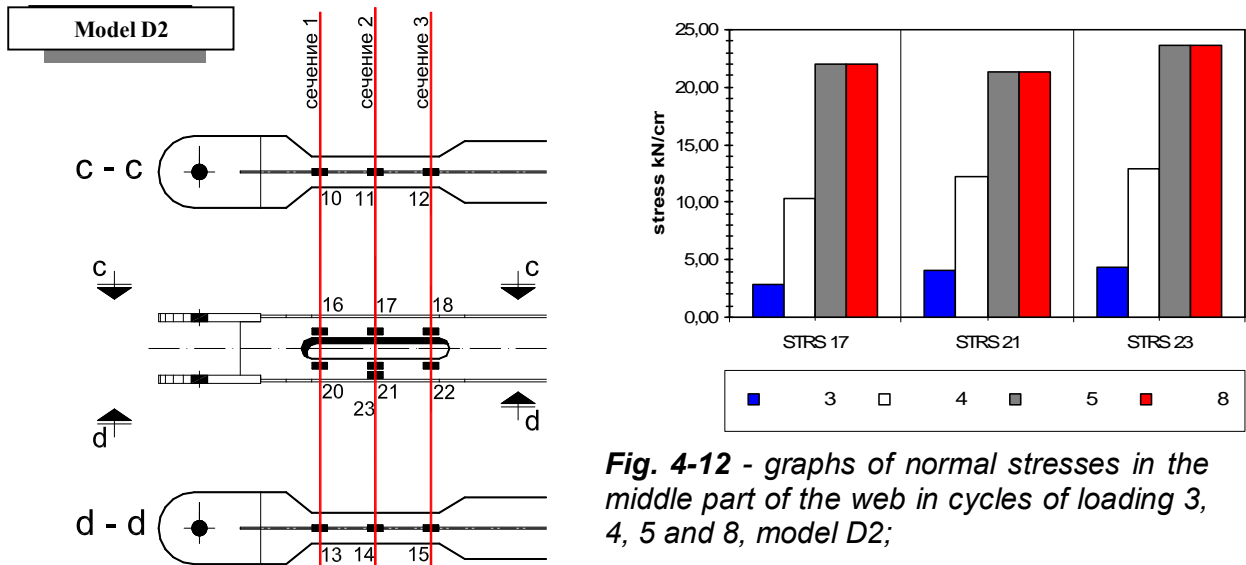 Model D2
сечение 1
сечение 2
сечение 3
c - c
10 11 12
c c
16 17 18
20 21 22
23
d d
d - d
13 14 15
25,00
20,00
15,00
10,00
5,00
0,00
stress kN/cm
STRS 17 STRS 21 STRS 23
3 4 5 8
Fig. 4-12 - graphs of normal stresses in the
middle part of the web in cycles of loading 3,
4, 5 and 8, model D2;